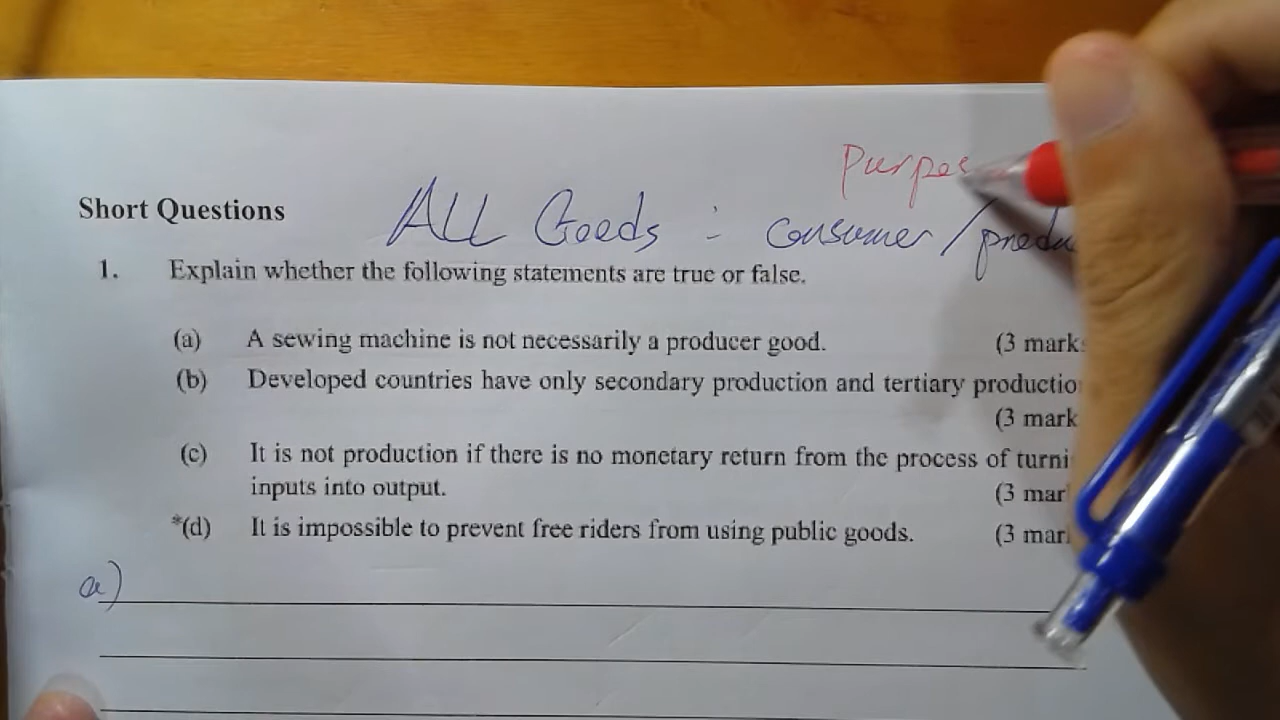 Purpos
Short Questions
ALL Goods : consumer / produ
1. Explain whether the following statements are true or false.
(a) A sewing machine is not necessarily a producer good. (3 mark
(b) Developed countries have only secondary production and tertiary productio
(3 mark
(c) It is not production if there is no monetary return from the process of turni
inputs into output. (3 mar
*(d) It is impossible to prevent free riders from using public goods. (3 mar
a)